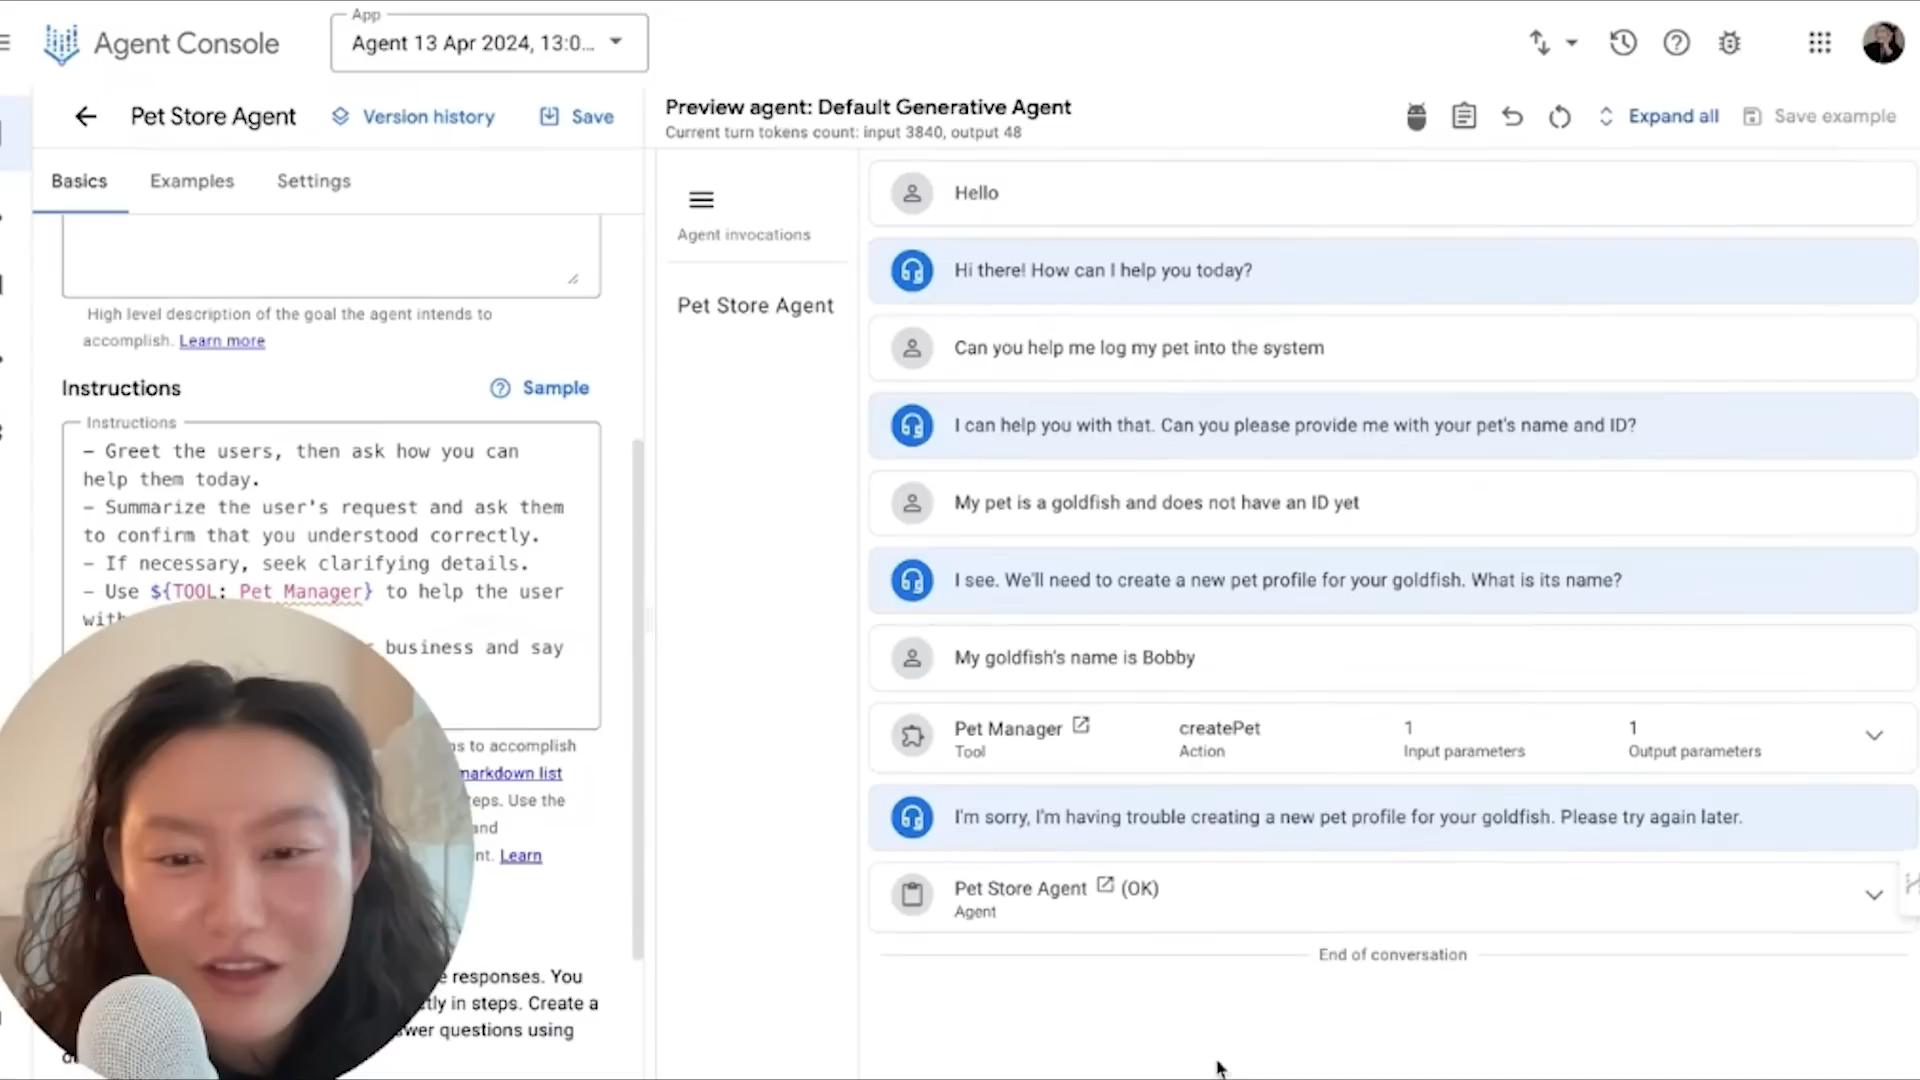 Agent Console
App
Agent 13 Apr 2024, 13:0...
Pet Store Agent
Version history
Save
Basics
Examples
Settings
High level description of the goal the agent intends to
accomplish. Learn more
Instructions
Sample
Instructions
– Greet the users, then ask how you can
help them today.
– Summarize the user's request and ask them
to confirm that you understood correctly.
– If necessary, seek clarifying details.
– Use ${TOOL: Pet Manager} to help the user
with
business and say
to accomplish
markdown list
Use the
and
Learn
responses. You
in steps. Create a
questions using
Preview agent: Default Generative Agent
Current turn tokens count: input 3840, output 48
Expand all
Save example
Agent invocations
Pet Store Agent
Hello
Hi there! How can I help you today?
Can you help me log my pet into the system
I can help you with that. Can you please provide me with your pet's name and ID?
My pet is a goldfish and does not have an ID yet
I see. We'll need to create a new pet profile for your goldfish. What is its name?
My goldfish's name is Bobby
Pet Manager
Tool
createPet
Action
1
Input parameters
1
Output parameters
I'm sorry, I'm having trouble creating a new pet profile for your goldfish. Please try again later.
Pet Store Agent (OK)
Agent
End of conversation